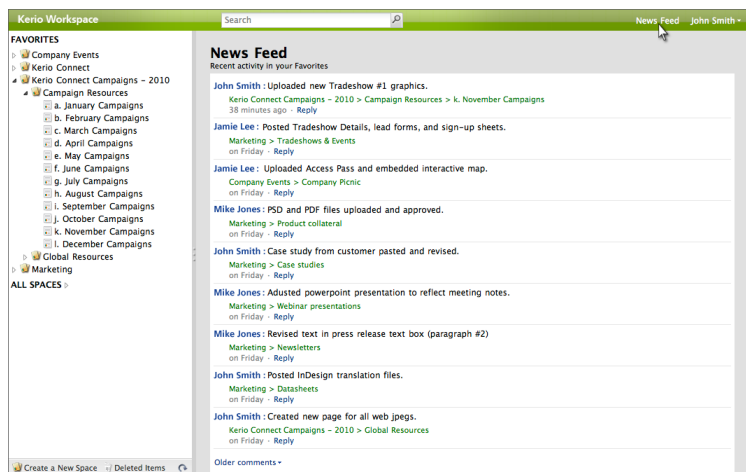 Kerio Workspace
Search
News Feed John Smith
FAVORITES
Company Events
Kerio Connect
Kerio Connect Campaigns – 2010
Campaign Resources
a. January Campaigns
b. February Campaigns
c. March Campaigns
d. April Campaigns
e. May Campaigns
f. June Campaigns
g. July Campaigns
h. August Campaigns
i. September Campaigns
j. October Campaigns
k. November Campaigns
l. December Campaigns
Global Resources
Marketing
ALL SPACES
Create a New Space Deleted Items
News Feed
Recent activity in your Favorites
John Smith : Uploaded new Tradeshow #1 graphics.
Kerio Connect Campaigns – 2010 > Campaign Resources > k. November Campaigns
38 minutes ago · Reply
Jamie Lee : Posted Tradeshow Details, lead forms, and sign-up sheets.
Marketing > Tradeshows & Events
on Friday · Reply
Jamie Lee : Uploaded Access Pass and embedded interactive map.
Company Events > Company Picnic
on Friday · Reply
Mike Jones : PSD and PDF files uploaded and approved.
Marketing > Product collateral
on Friday · Reply
John Smith : Case study from customer pasted and revised.
Marketing > Case studies
on Friday · Reply
Mike Jones : Adusted powerpoint presentation to reflect meeting notes.
Marketing > Webinar presentations
on Friday · Reply
Mike Jones : Revised text in press release text box (paragraph #2)
Marketing > Newsletters
on Friday · Reply
John Smith : Posted InDesign translation files.
Marketing > Datasheets
on Friday · Reply
John Smith : Created new page for all web jpegs.
Kerio Connect Campaigns – 2010 > Global Resources
on Friday · Reply
Older comments